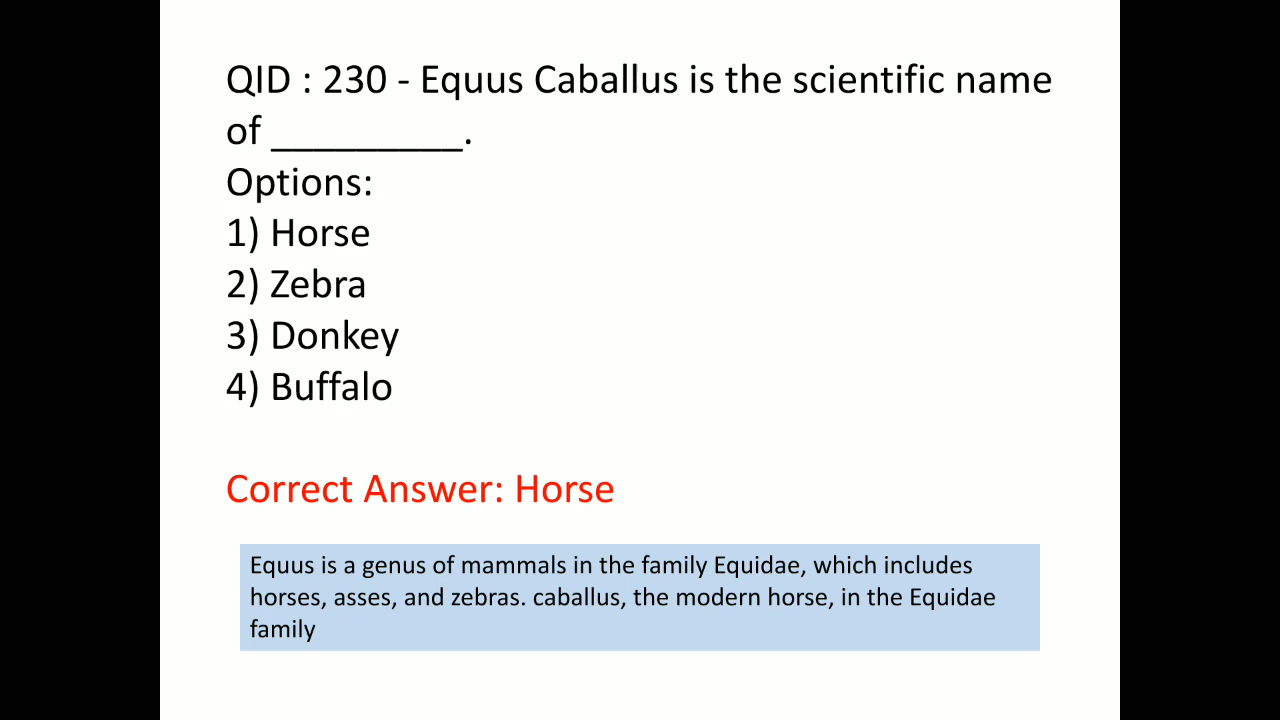 QID : 230 - Equus Caballus is the scientific name
of _________.
Options:
1) Horse
2) Zebra
3) Donkey
4) Buffalo
Correct Answer: Horse
Equus is a genus of mammals in the family Equidae, which includes
horses, asses, and zebras. caballus, the modern horse, in the Equidae
family